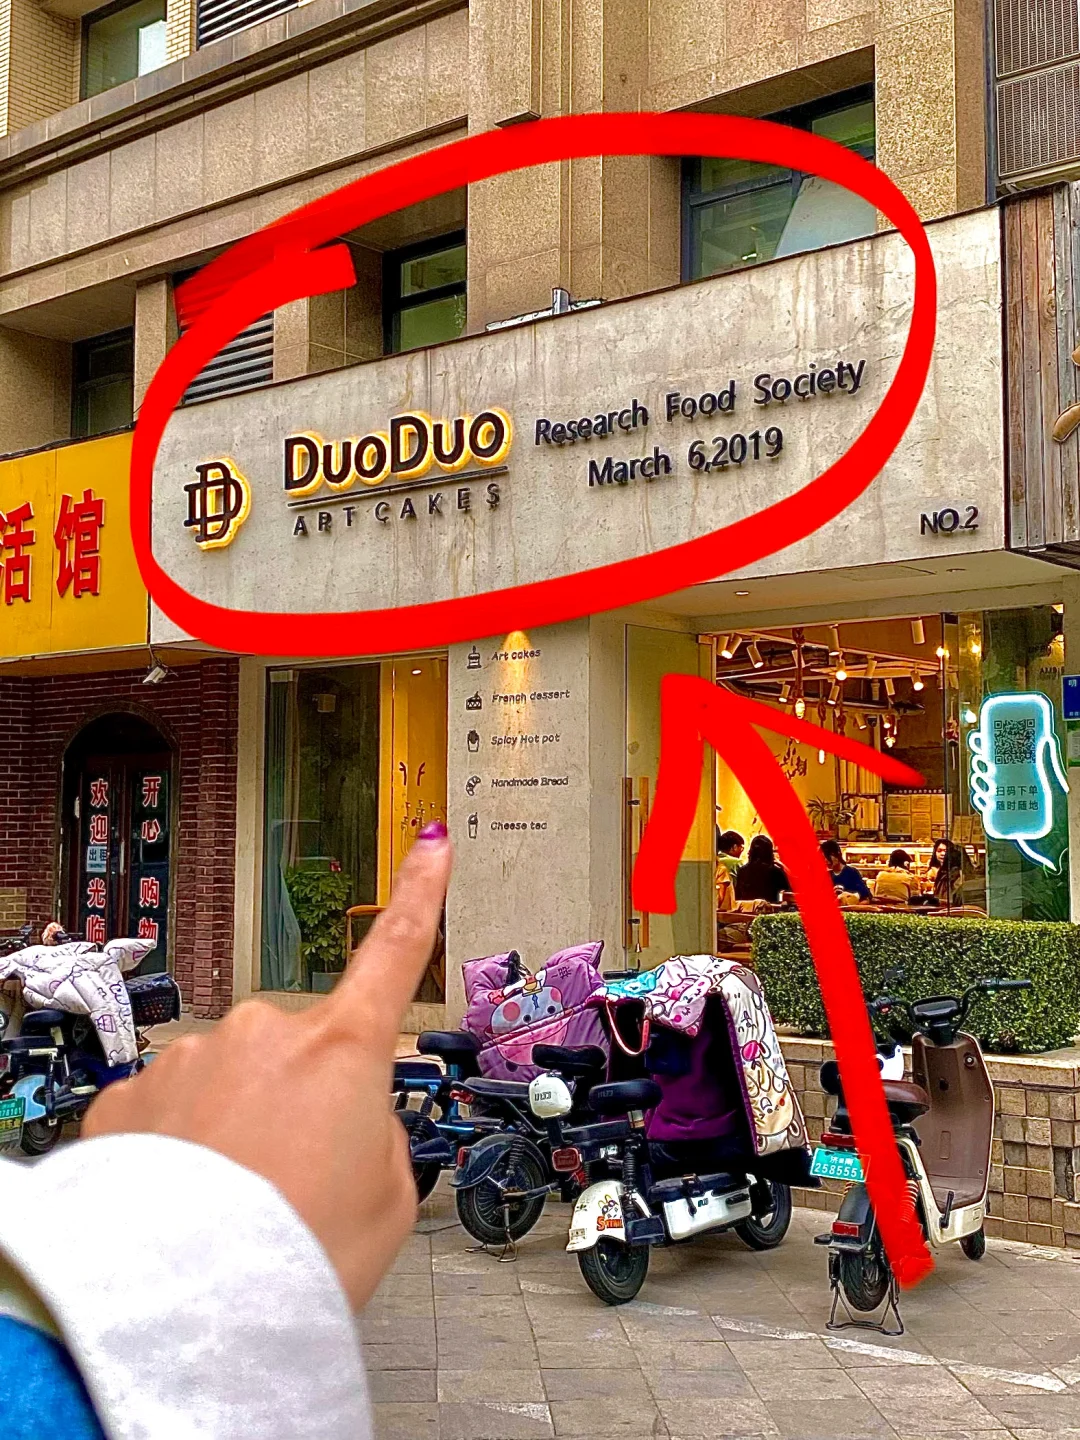 DD
DUODUO
ART CAKES
Research Food Society
March 6,2019
NO.2
活馆
Art cakes
French dessert
Spicy Hot pot
Handmade Bread
Cheese tea
扫码下单
随时随地
欢迎光临
开心购物
2585551